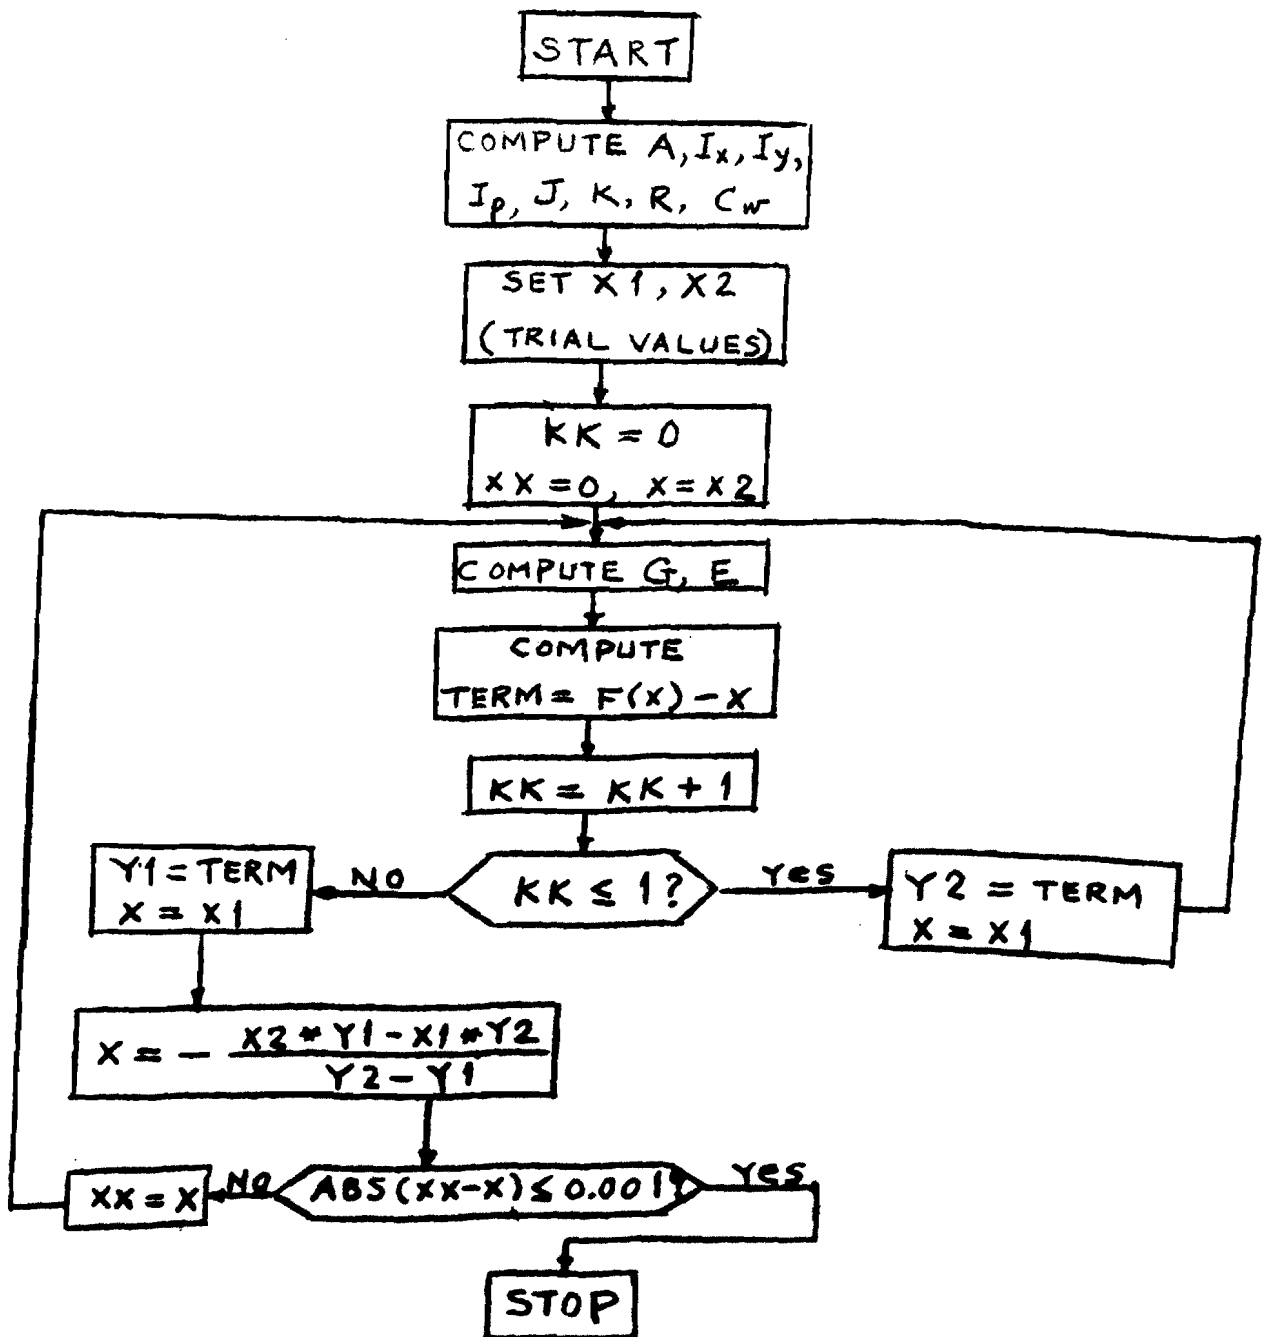 START
COMPUTE A, Ix, Iy,
Ip, J, K, R, Cw
SET X1, X2
(TRIAL VALUES)
KK = 0
XX = 0, X = X2
COMPUTE G, E
COMPUTE
TERM = F(X) - X
KK = KK + 1
KK ≤ 1?
NO
YES
Y1 = TERM
X = X1
Y2 = TERM
X = X1
X = - X2 * Y1 - X1 * Y2
Y2 - Y1
ABS(XX-X) ≤ 0.001?
NO
YES
XX = X
STOP